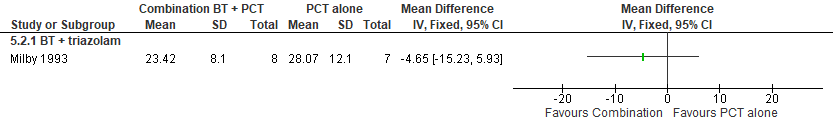 Combination BT + PCT PCT alone Mean Difference Mean Difference
Study or Subgroup Mean SD Total Mean SD Total IV, Fixed, 95% CI IV, Fixed, 95% CI
5.2.1 BT + triazolam
Milby 1993 23.42 8.1 8 28.07 12.1 7 -4.65 [-15.23, 5.93]
-20 -10 0 10 20
Favours Combination Favours PCT alone